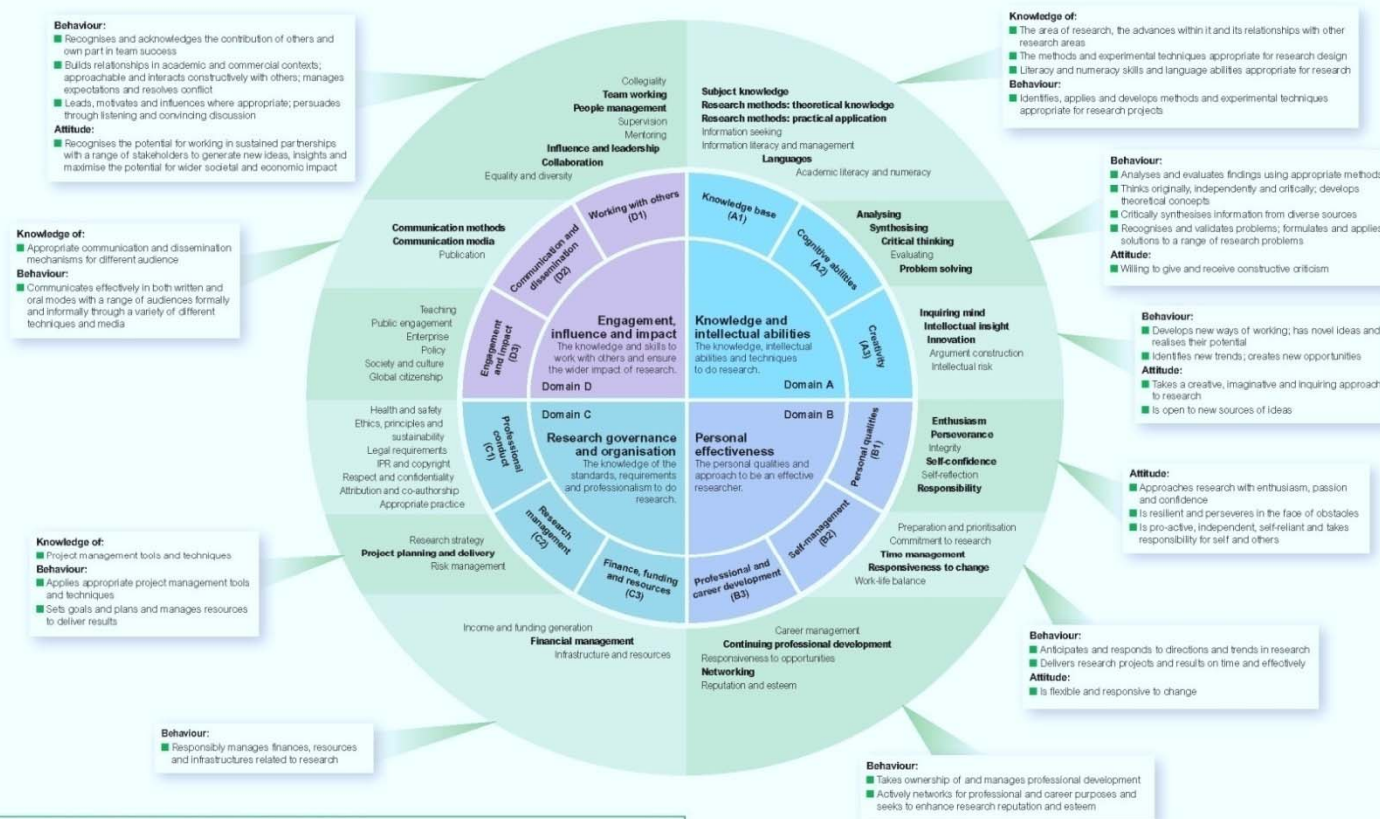 Behaviour:
Recognises and acknowledges the contribution of others and
own part in team success
Builds relationships in academic and commercial contexts;
approachable and interacts constructively with others; manages
expectations and resolves conflict
Leads, motivates and influences where appropriate; persuades
through listening and convincing discussion
Attitude:
Recognises the potential for working in sustained partnerships
with a range of stakeholders to generate new ideas, insights and
maximise the potential for wider societal and economic impact
Knowledge of:
Appropriate communication and dissemination
mechanisms for different audience
Behaviour:
Communicates effectively in both written and
oral modes with a range of audiences formally
and informally through a variety of different
techniques and media
Knowledge of:
Project management tools and techniques
Behaviour:
Applies appropriate project management tools
and techniques
Sets goals and plans and manages resources
to deliver results
Behaviour:
Responsibly manages finances, resources
and infrastructures related to research
Collegiality
Team working
People management
Supervision
Mentoring
Influence and leadership
Collaboration
Equality and diversity
Communication methods
Communication media
Publication
Teaching
Public engagement
Enterprise
Policy
Society and culture
Global citizenship
Health and safety
Ethics, principles and
sustainability
Legal requirements
IPR and copyright
Respect and confidentiality
Attribution and co-authorship
Appropriate practice
Research strategy
Project planning and delivery
Risk management
Income and funding generation
Financial management
Infrastructure and resources
Working with others
(D1)
Communication and
dissemination
(D2)
Engagement
and impact
(D3)
Engagement,
influence and impact
The knowledge and skills to
work with others and ensure
the wider impact of research.
Domain D
Professional
conduct
(C1)
Research
management
(C2)
Finance, funding
and resources
(C3)
Domain C
Research governance
and organisation
The knowledge of the
standards, requirements
and professionalism to do
research.
Knowledge base
(A1)
Cognitive abilities
(A2)
Creativity
(A3)
Knowledge and
intellectual abilities
The knowledge, intellectual
abilities and techniques
to do research.
Domain A
Personal qualities
(B1)
Self-management
(B2)
Professional and
career development
(B3)
Domain B
Personal
effectiveness
The personal qualities and
approach to be an effective
researcher.
Subject knowledge
Research methods: theoretical knowledge
Research methods: practical application
Information seeking
Information literacy and management
Languages
Academic literacy and numeracy
Analysing
Synthesising
Critical thinking
Evaluating
Problem solving
Inquiring mind
Intellectual insight
Innovation
Argument construction
Intellectual risk
Enthusiasm
Perseverance
Integrity
Self-confidence
Self-reflection
Responsibility
Preparation and prioritisation
Commitment to research
Time management
Responsiveness to change
Work-life balance
Career management
Continuing professional development
Responsiveness to opportunities
Networking
Reputation and esteem
Knowledge of:
The area of research, the advances within it and its relationships with other
research areas
The methods and experimental techniques appropriate for research design
Literacy and numeracy skills and language abilities appropriate for research
Behaviour:
Identifies, applies and develops methods and experimental techniques
appropriate for research projects
Behaviour:
Analyses and evaluates findings using appropriate methods
Thinks originally, independently and critically; develops
theoretical concepts
Critically synthesises information from diverse sources
Recognises and validates problems; formulates and applies
solutions to a range of research problems
Attitude:
Willing to give and receive constructive criticism
Behaviour:
Develops new ways of working; has novel ideas and
realises their potential
Identifies new trends; creates new opportunities
Attitude:
Takes a creative, imaginative and inquiring approach
to research
Is open to new sources of ideas
Attitude:
Approaches research with enthusiasm, passion
and confidence
Is resilient and perseveres in the face of obstacles
Is pro-active, independent, self-reliant and takes
responsibility for self and others
Behaviour:
Anticipates and responds to directions and trends in research
Delivers research projects and results on time and effectively
Attitude:
Is flexible and responsive to change
Behaviour:
Takes ownership of and manages professional development
Actively networks for professional and career purposes and
seeks to enhance research reputation and esteem